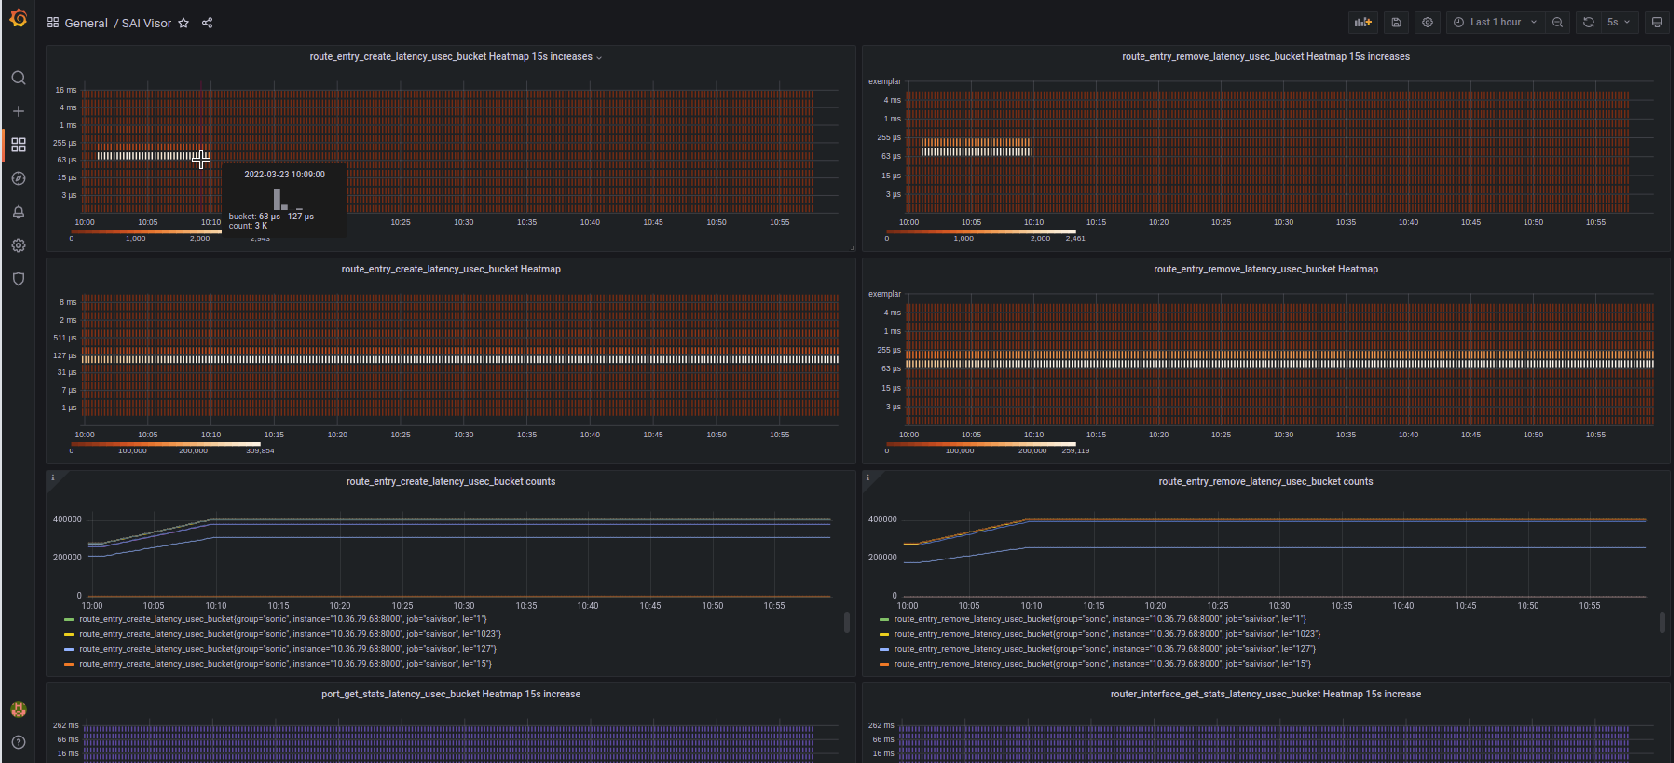 General / SAI Visor
Last 1 hour
5s
route_entry_create_latency_usec_bucket Heatmap 15s increases
16 ms
4 ms
1 ms
255 µs
63 µs
15 µs
3 µs
10:00 10:05 10:10 10:25 10:30 10:35 10:40 10:45 10:50 10:55
0 1,000 2,000
2022-03-23 10:09:00
bucket: 63 µs - 127 µs
count: 3 K
route_entry_remove_latency_usec_bucket Heatmap 15s increases
exemplar
4 ms
1 ms
255 µs
63 µs
15 µs
3 µs
10:00 10:05 10:10 10:15 10:20 10:25 10:30 10:35 10:40 10:45 10:50 10:55
0 1,000 2,000 2,461
route_entry_create_latency_usec_bucket Heatmap
8 ms
2 ms
511 µs
127 µs
31 µs
7 µs
1 µs
10:00 10:05 10:10 10:15 10:20 10:25 10:30 10:35 10:40 10:45 10:50 10:55
0 100,000 200,000 309,854
route_entry_remove_latency_usec_bucket Heatmap
exemplar
4 ms
1 ms
255 µs
63 µs
15 µs
3 µs
10:00 10:05 10:10 10:15 10:20 10:25 10:30 10:35 10:40 10:45 10:50 10:55
0 100,000 200,000 259,119
route_entry_create_latency_usec_bucket counts
400000
200000
0
10:00 10:05 10:10 10:15 10:20 10:25 10:30 10:35 10:40 10:45 10:50 10:55
route_entry_create_latency_usec_bucket{group="sonic", instance="10.36.79.68:8000", job="saivisor", le="1"}
route_entry_create_latency_usec_bucket{group="sonic", instance="10.36.79.68:8000", job="saivisor", le="1023"}
route_entry_create_latency_usec_bucket{group="sonic", instance="10.36.79.68:8000", job="saivisor", le="127"}
route_entry_create_latency_usec_bucket{group="sonic", instance="10.36.79.68:8000", job="saivisor", le="15"}
route_entry_remove_latency_usec_bucket counts
400000
200000
0
10:00 10:05 10:10 10:15 10:20 10:25 10:30 10:35 10:40 10:45 10:50 10:55
route_entry_remove_latency_usec_bucket{group="sonic", instance="10.36.79.68:8000", job="saivisor", le="1"}
route_entry_remove_latency_usec_bucket{group="sonic", instance="10.36.79.68:8000", job="saivisor", le="1023"}
route_entry_remove_latency_usec_bucket{group="sonic", instance="10.36.79.68:8000", job="saivisor", le="127"}
route_entry_remove_latency_usec_bucket{group="sonic", instance="10.36.79.68:8000", job="saivisor", le="15"}
port_get_stats_latency_usec_bucket Heatmap 15s increase
262 ms
66 ms
16 ms
router_interface_get_stats_latency_usec_bucket Heatmap 15s increase
262 ms
66 ms
16 ms